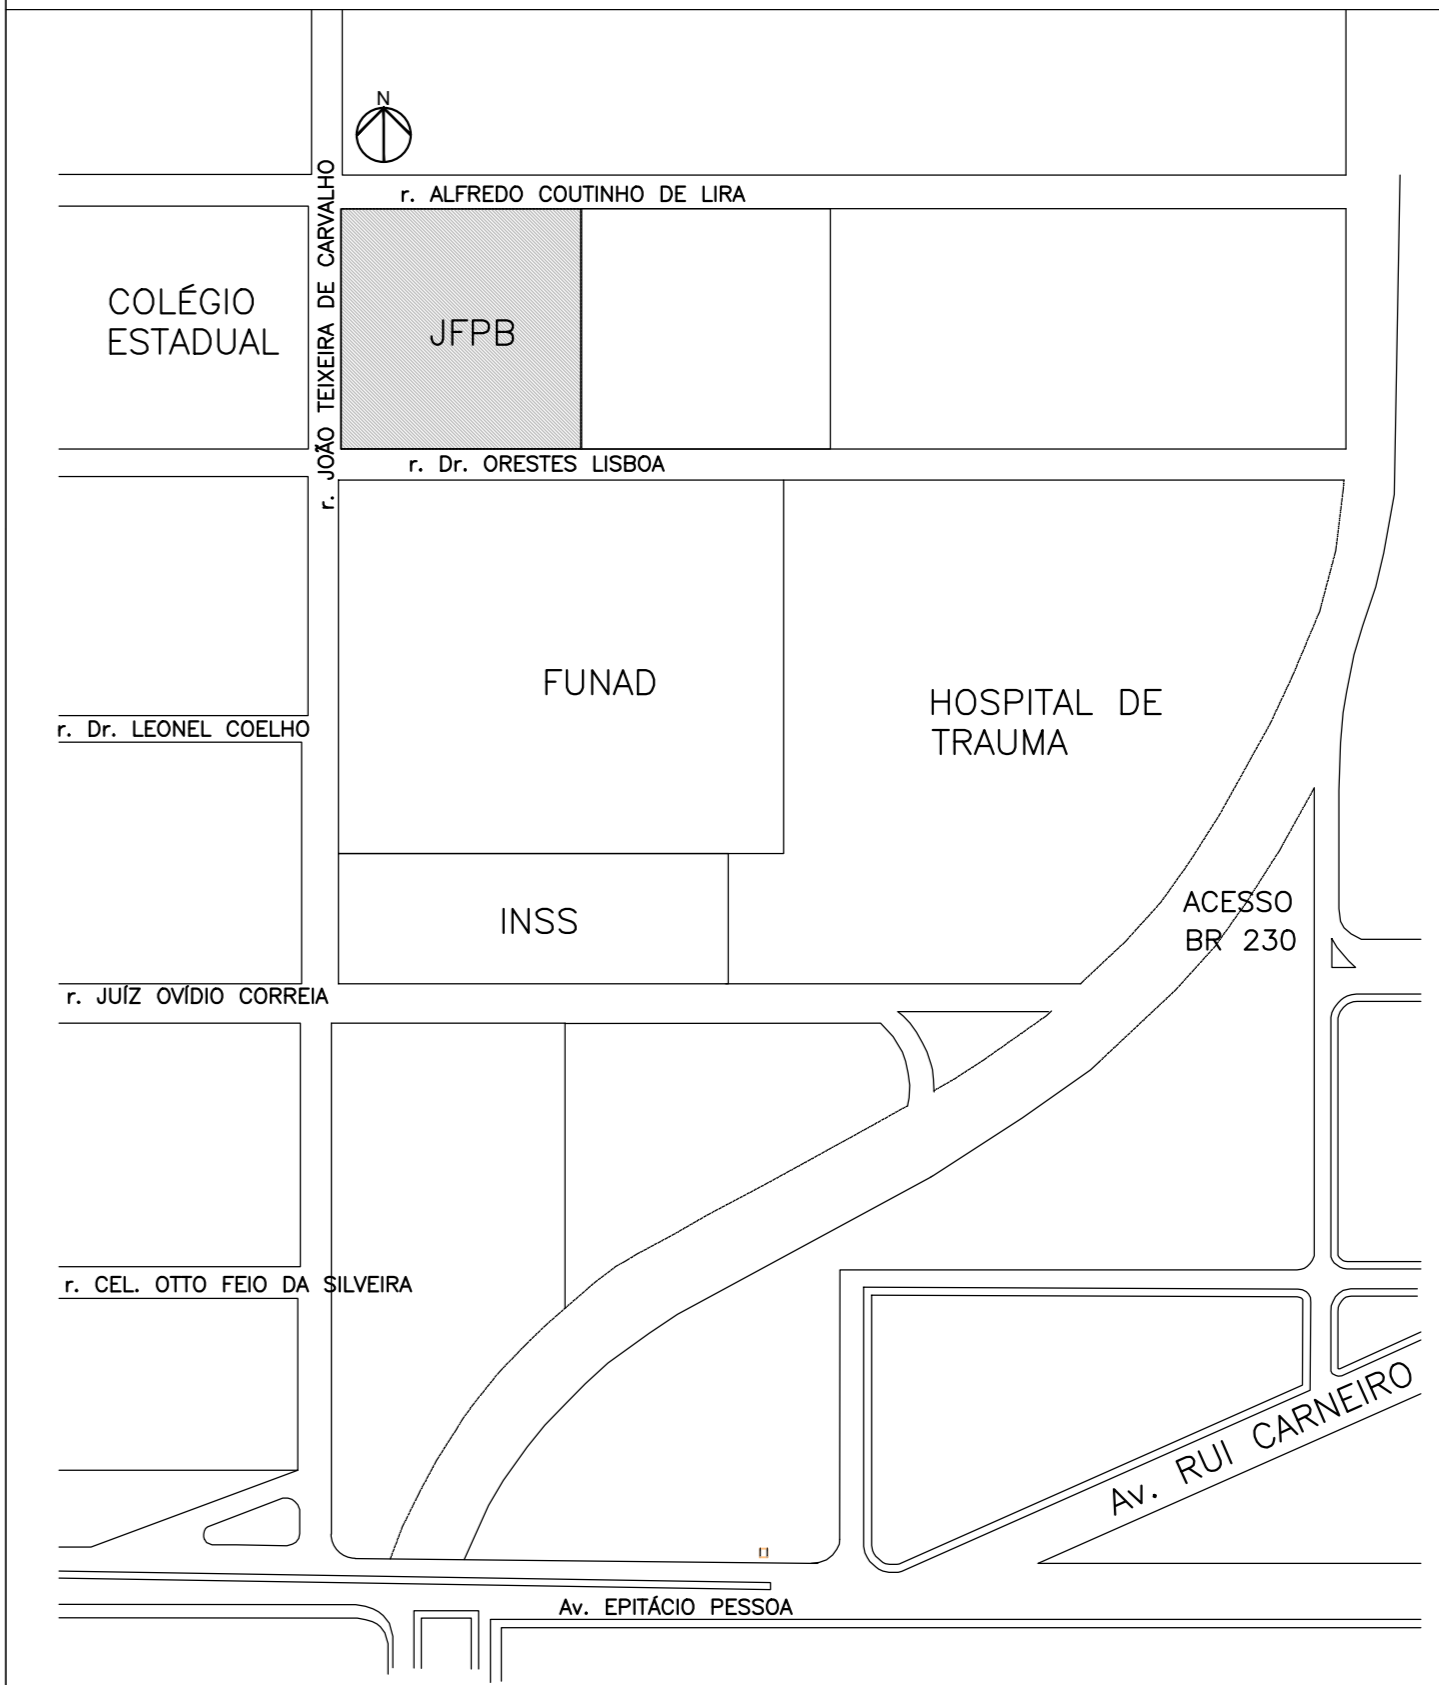 N
r. ALFREDO COUTINHO DE LIRA
r. JOÃO TEIXEIRA DE CARVALHO
COLÉGIO
ESTADUAL
JFPB
r. Dr. ORESTES LISBOA
FUNAD
HOSPITAL DE
TRAUMA
r. Dr. LEONEL COELHO
INSS
ACESSO
BR 230
r. JUÍZ OVÍDIO CORREIA
r. CEL. OTTO FEIO DA SILVEIRA
Av. RUI CARNEIRO
Av. EPITÁCIO PESSOA